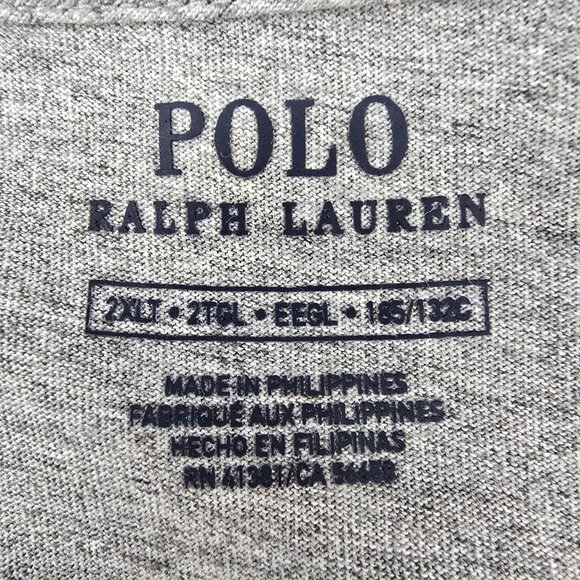 POLO
RALPH LAUREN
2XLT • 2TGL • EEGL • 185/132C
MADE IN PHILIPPINES
FABRIQUÉ AUX PHILIPPINES
HECHO EN FILIPINAS
RN 41381/CA